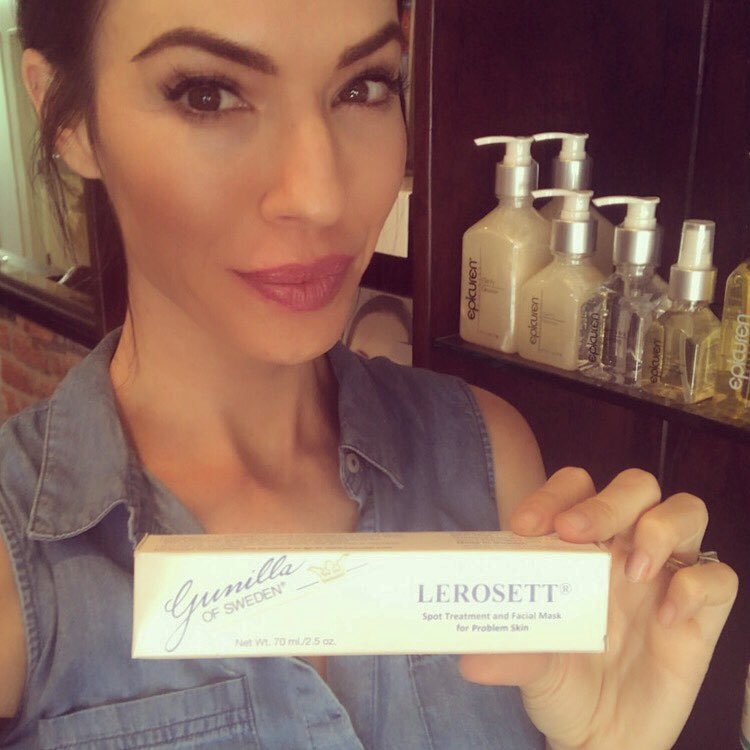 Gunilla
OF SWEDEN®
Net Wt. 70 ml./2.5 oz.
LEROSETT®
Spot Treatment and Facial Mask
for Problem Skin
epicuren
epicuren
epicuren
epicuren
epicuren